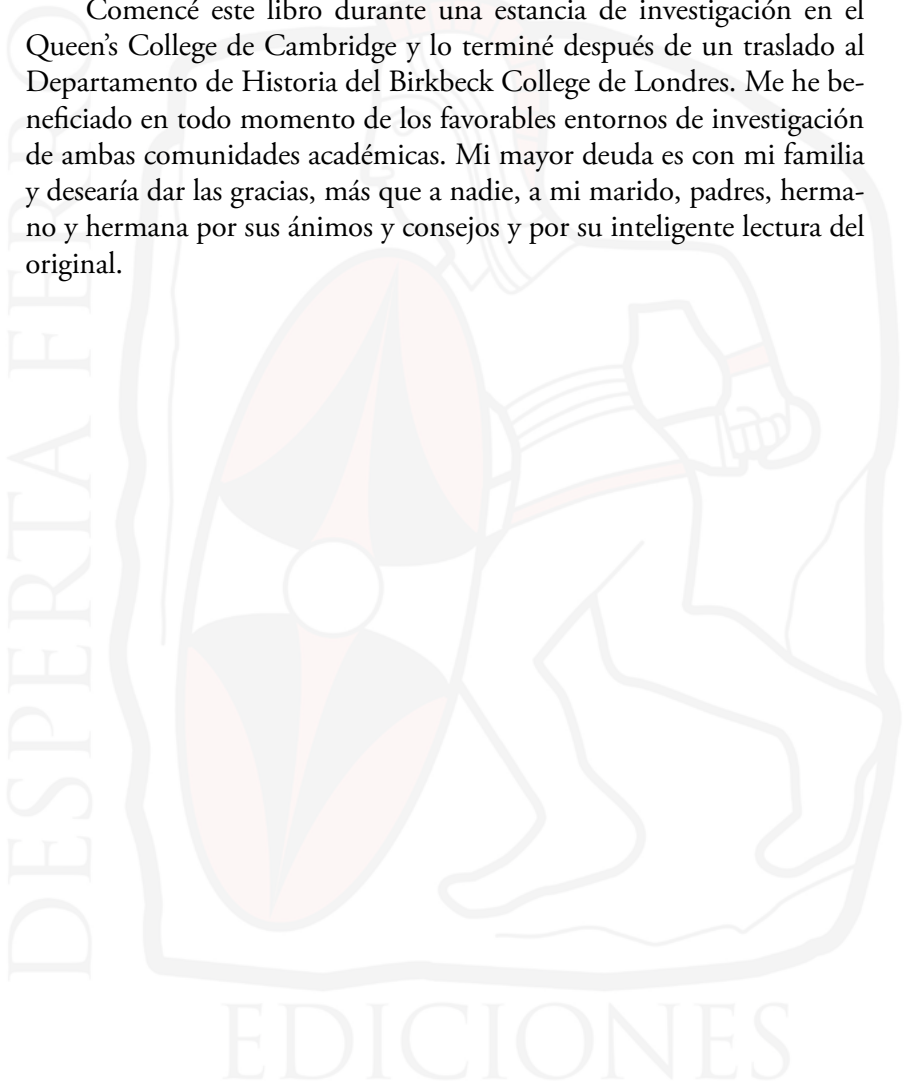 Comencé este libro durante una estancia de investigación en el
Queen’s College de Cambridge y lo terminé después de un traslado al
Departamento de Historia del Birkbeck College de Londres. Me he be-
neficiado en todo momento de los favorables entornos de investigación
de ambas comunidades académicas. Mi mayor deuda es con mi familia
y desearía dar las gracias, más que a nadie, a mi marido, padres, herma-
no y hermana por sus ánimos y consejos y por su inteligente lectura del
original.
DESPERTA FERRO
EDICIONES